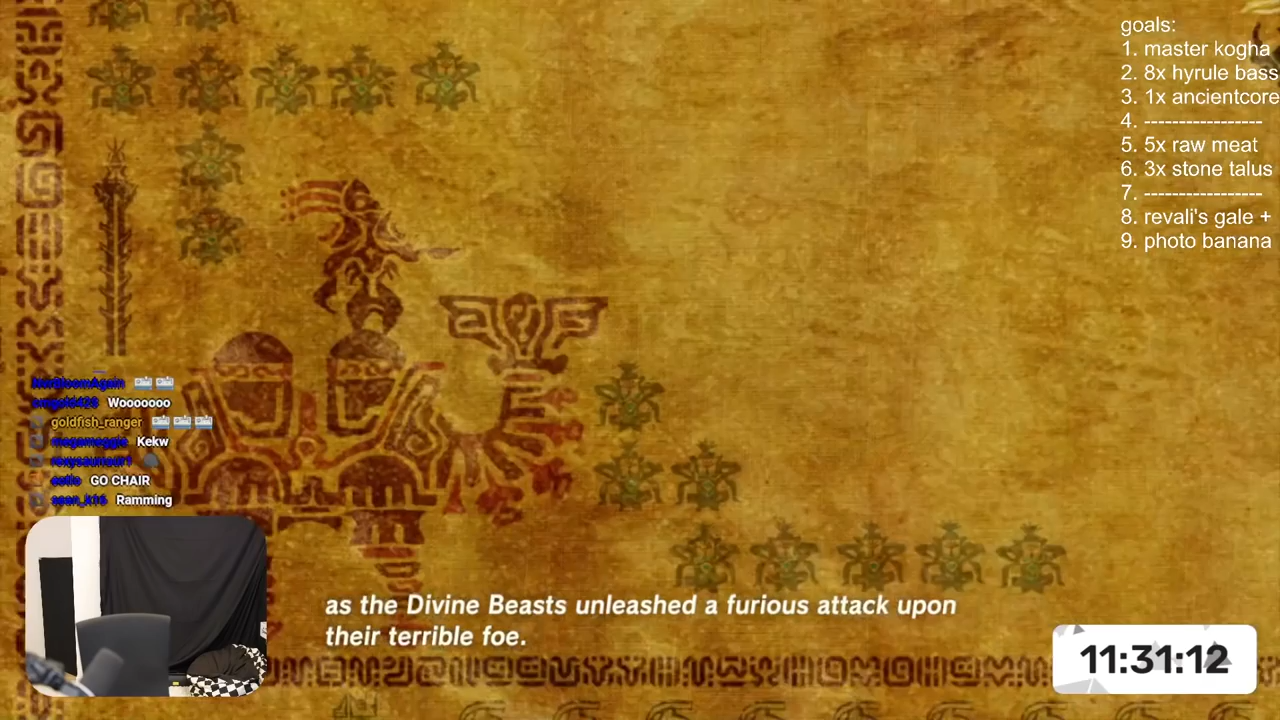 goals:
1. master kogha
2. 8x hyrule bass
3. 1x ancientcore
4. ----------------
5. 5x raw meat
6. 3x stone talus
7. ----------------
8. revali's gale +
9. photo banana
Wooooooo
goldfish_ranger
Kekw
GO CHAIR
Ramming
as the Divine Beasts unleashed a furious attack upon
their terrible foe.
11:31:12